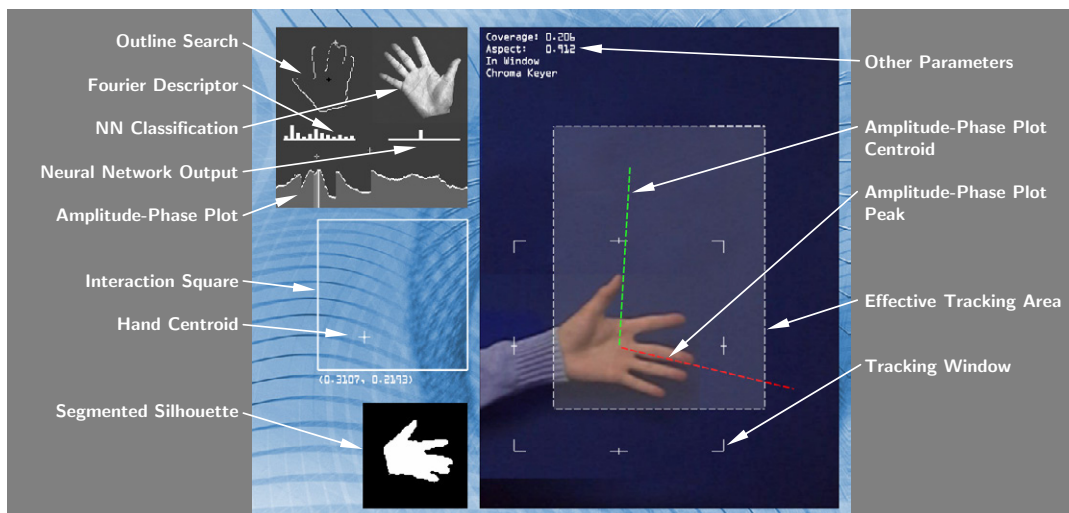 Outline Search
Fourier Descriptor
NN Classification
Neural Network Output
Amplitude-Phase Plot
Interaction Square
Hand Centroid
Segmented Silhouette
Coverage: 0.206
Aspect: 0.912
In Window
Chroma Keyer
(0.3107, 0.2193)
Other Parameters
Amplitude-Phase Plot
Centroid
Amplitude-Phase Plot
Peak
Effective Tracking Area
Tracking Window